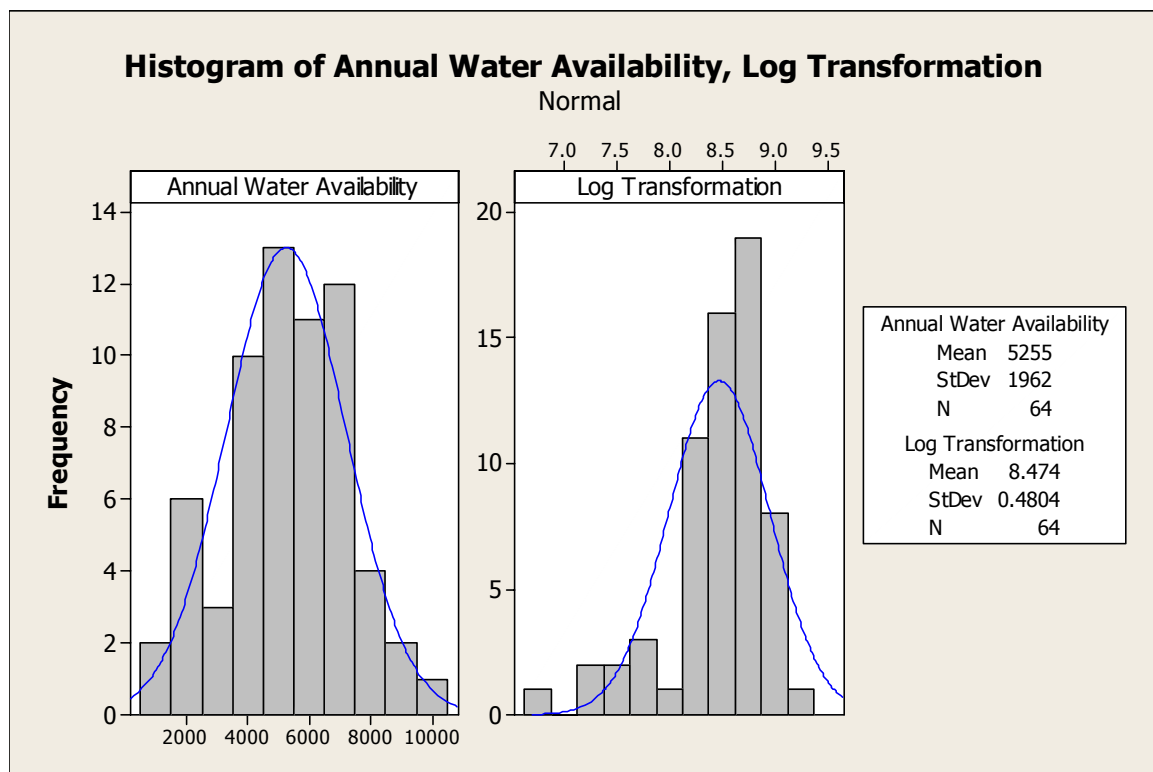 Histogram of Annual Water Availability, Log Transformation
Normal
7.0 7.5 8.0 8.5 9.0 9.5
Annual Water Availability
Log Transformation
Frequency
14
12
10
8
6
4
2
0
2000 4000 6000 8000 10000
20
15
10
5
0
Annual Water Availability
Mean 5255
StDev 1962
N 64
Log Transformation
Mean 8.474
StDev 0.4804
N 64